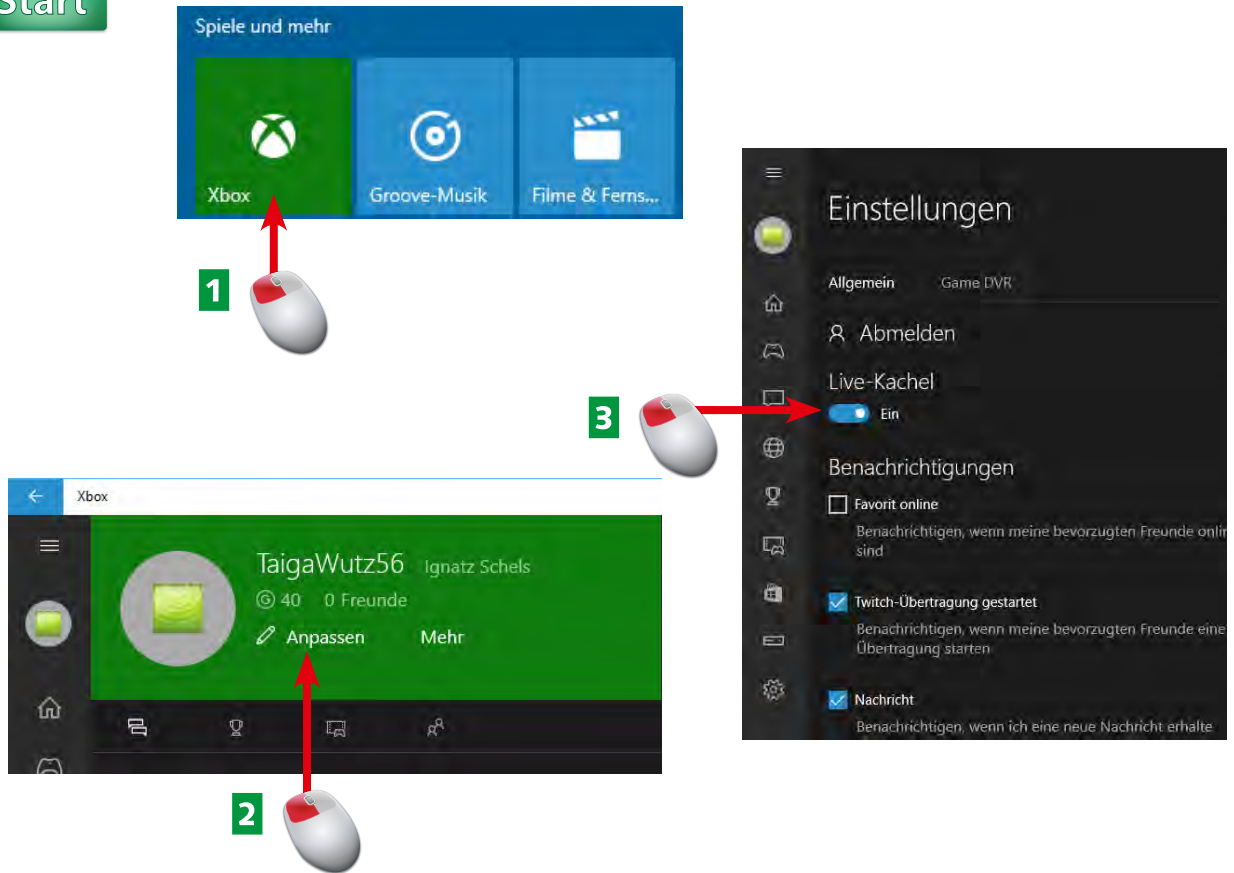 Start
Spiele und mehr
Xbox
Groove-Musik
Filme & Ferns...
1
Einstellungen
Allgemein
Game DVR
Abmelden
Live-Kachel
Ein
3
Benachrichtigungen
Favorit online
Benachrichtigen, wenn meine bevorzugten Freunde onlin
sind
Twitch-Übertragung gestartet
Benachrichtigen, wenn meine bevorzugten Freunde eine
Übertragung starten
Nachricht
Benachrichtigen, wenn ich eine neue Nachricht erhalte
Xbox
TaigaWutz56 Ignatz Schels
G 40 0 Freunde
Anpassen
Mehr
2